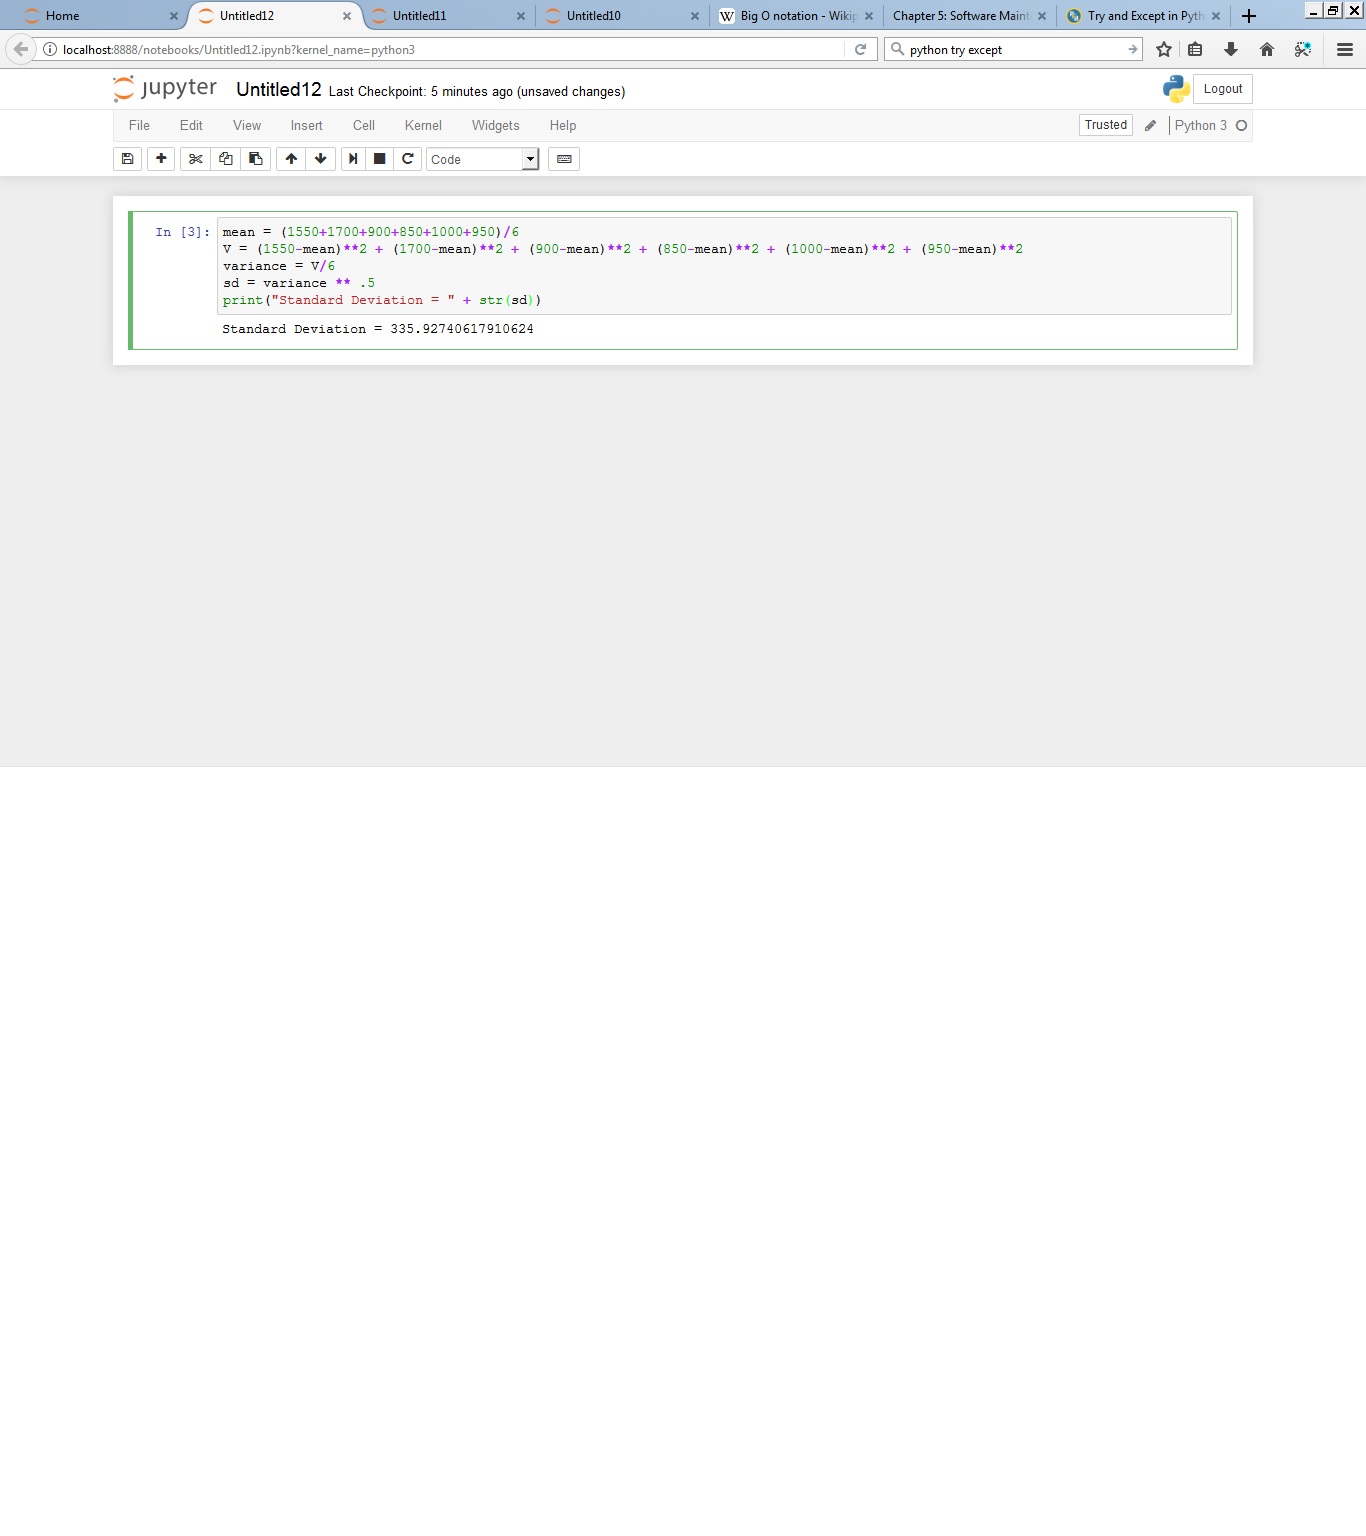 Home Untitled12 Untitled11 Untitled10 Big O notation - Wikip Chapter 5: Software Maint Try and Except in Pyth
localhost:8888/notebooks/Untitled12.ipynb?kernel_name=python3 python try except
jupyter Untitled12 Last Checkpoint: 5 minutes ago (unsaved changes) Logout
File Edit View Insert Cell Kernel Widgets Help Trusted Python 3
Code
In [3]: mean = (1550+1700+900+850+1000+950)/6
V = (1550-mean)**2 + (1700-mean)**2 + (900-mean)**2 + (850-mean)**2 + (1000-mean)**2 + (950-mean)**2
variance = V/6
sd = variance ** .5
print("Standard Deviation = " + str(sd))
Standard Deviation = 335.92740617910624